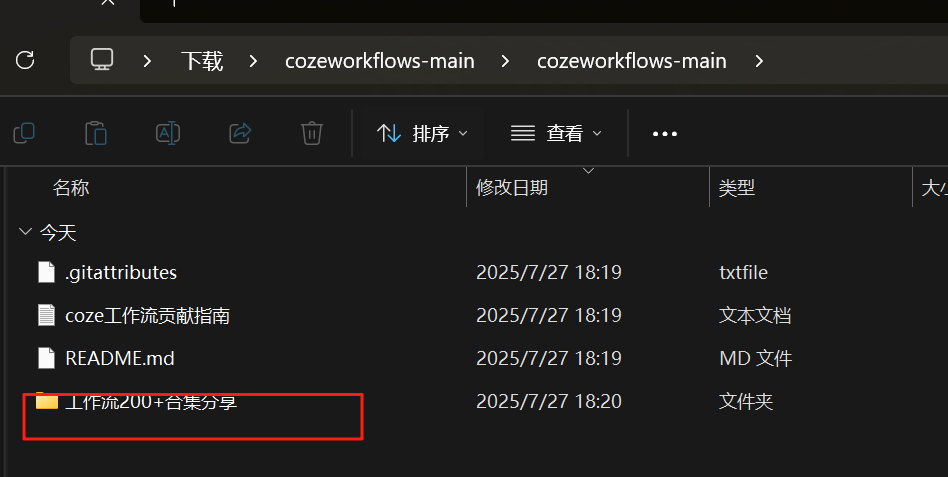 下载 cozeworkflows-main cozeworkflows-main
排序 查看
名称 修改日期 类型
今天
.gitattributes 2025/7/27 18:19 txtfile
coze工作流贡献指南 2025/7/27 18:19 文本文档
README.md 2025/7/27 18:19 MD 文件
工作流200+合集分享 2025/7/27 18:20 文件夹